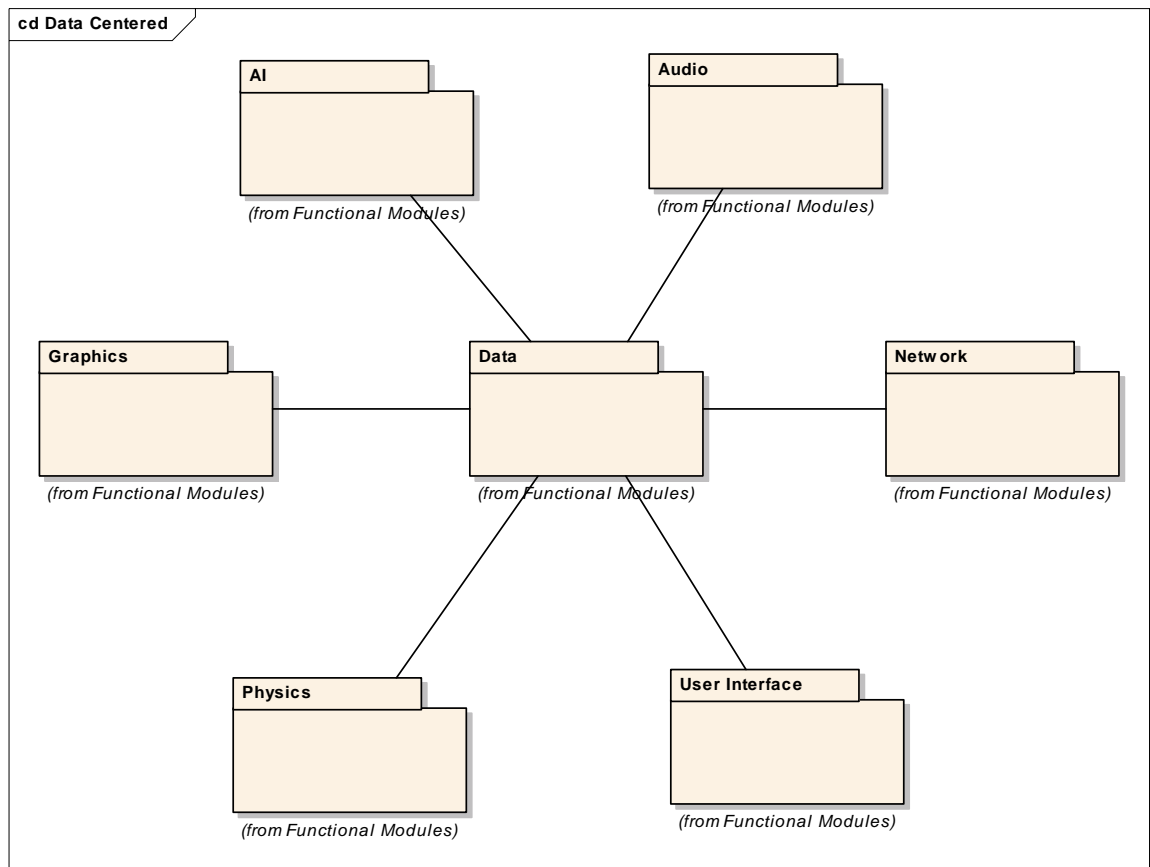 cd Data Centered
AI
(from Functional Modules)
Audio
(from Functional Modules)
Graphics
(from Functional Modules)
Data
(from Functional Modules)
Network
(from Functional Modules)
Physics
(from Functional Modules)
User Interface
(from Functional Modules)